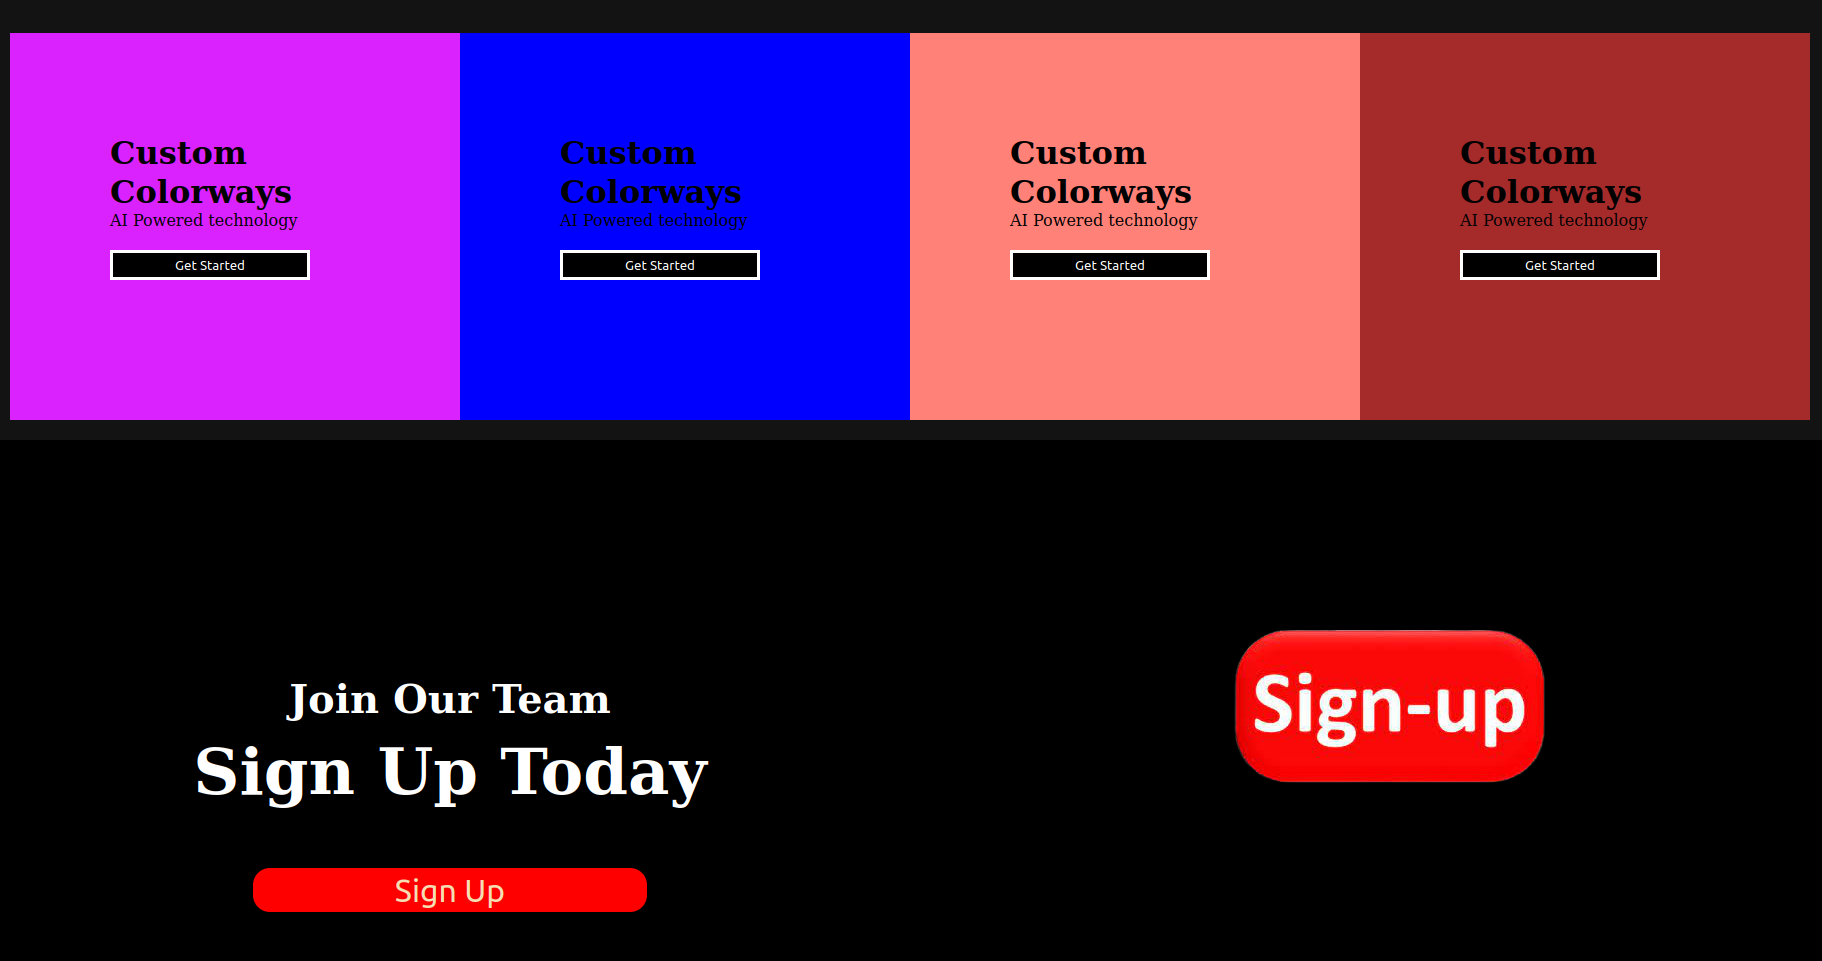 Custom
Colorways
AI Powered technology
Get Started
Custom
Colorways
AI Powered technology
Get Started
Custom
Colorways
AI Powered technology
Get Started
Custom
Colorways
AI Powered technology
Get Started
Join Our Team
Sign Up Today
Sign Up
Sign-up